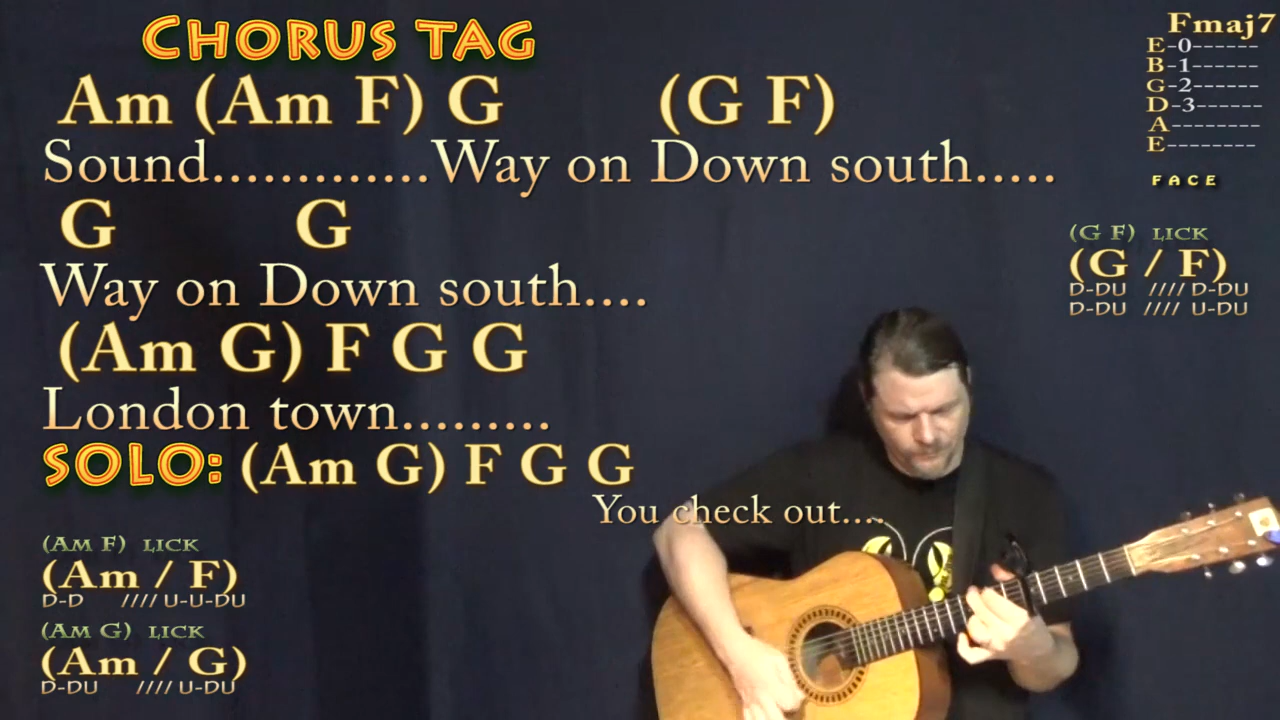 CHORUS TAG
Am (Am F) G (G F)
Sound.............Way on Down south.....
G G
Way on Down south....
(Am G) F G G
London town.........
SOLO: (Am G) F G G
You check out....
(AM F) LICK
(AM / F)
D-D //// U-U-DU
(AM G) LICK
(AM / G)
D-DU //// U-DU
Fmaj7
E-0------
B-1------
G-2------
D-3------
A--------
E--------
FACE
(G F) LICK
(G / F)
D-DU //// D-DU
D-DU //// U-DU